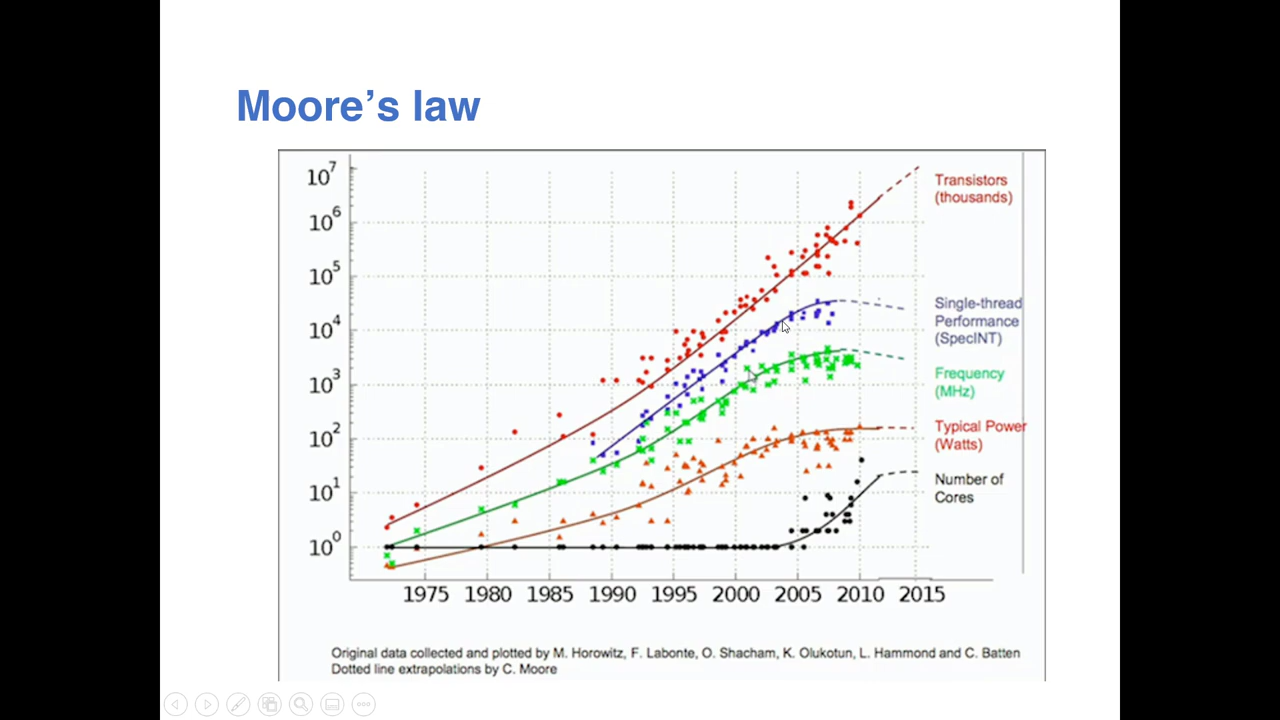 Moore's law
10^7
10^6
10^5
10^4
10^3
10^2
10^1
10^0
Transistors
(thousands)
Single-thread
Performance
(SpecINT)
Frequency
(MHz)
Typical Power
(Watts)
Number of
Cores
1975 1980 1985 1990 1995 2000 2005 2010 2015
Original data collected and plotted by M. Horowitz, F. Labonte, O. Shacham, K. Olukotun, L. Hammond and C. Batten
Dotted line extrapolations by C. Moore